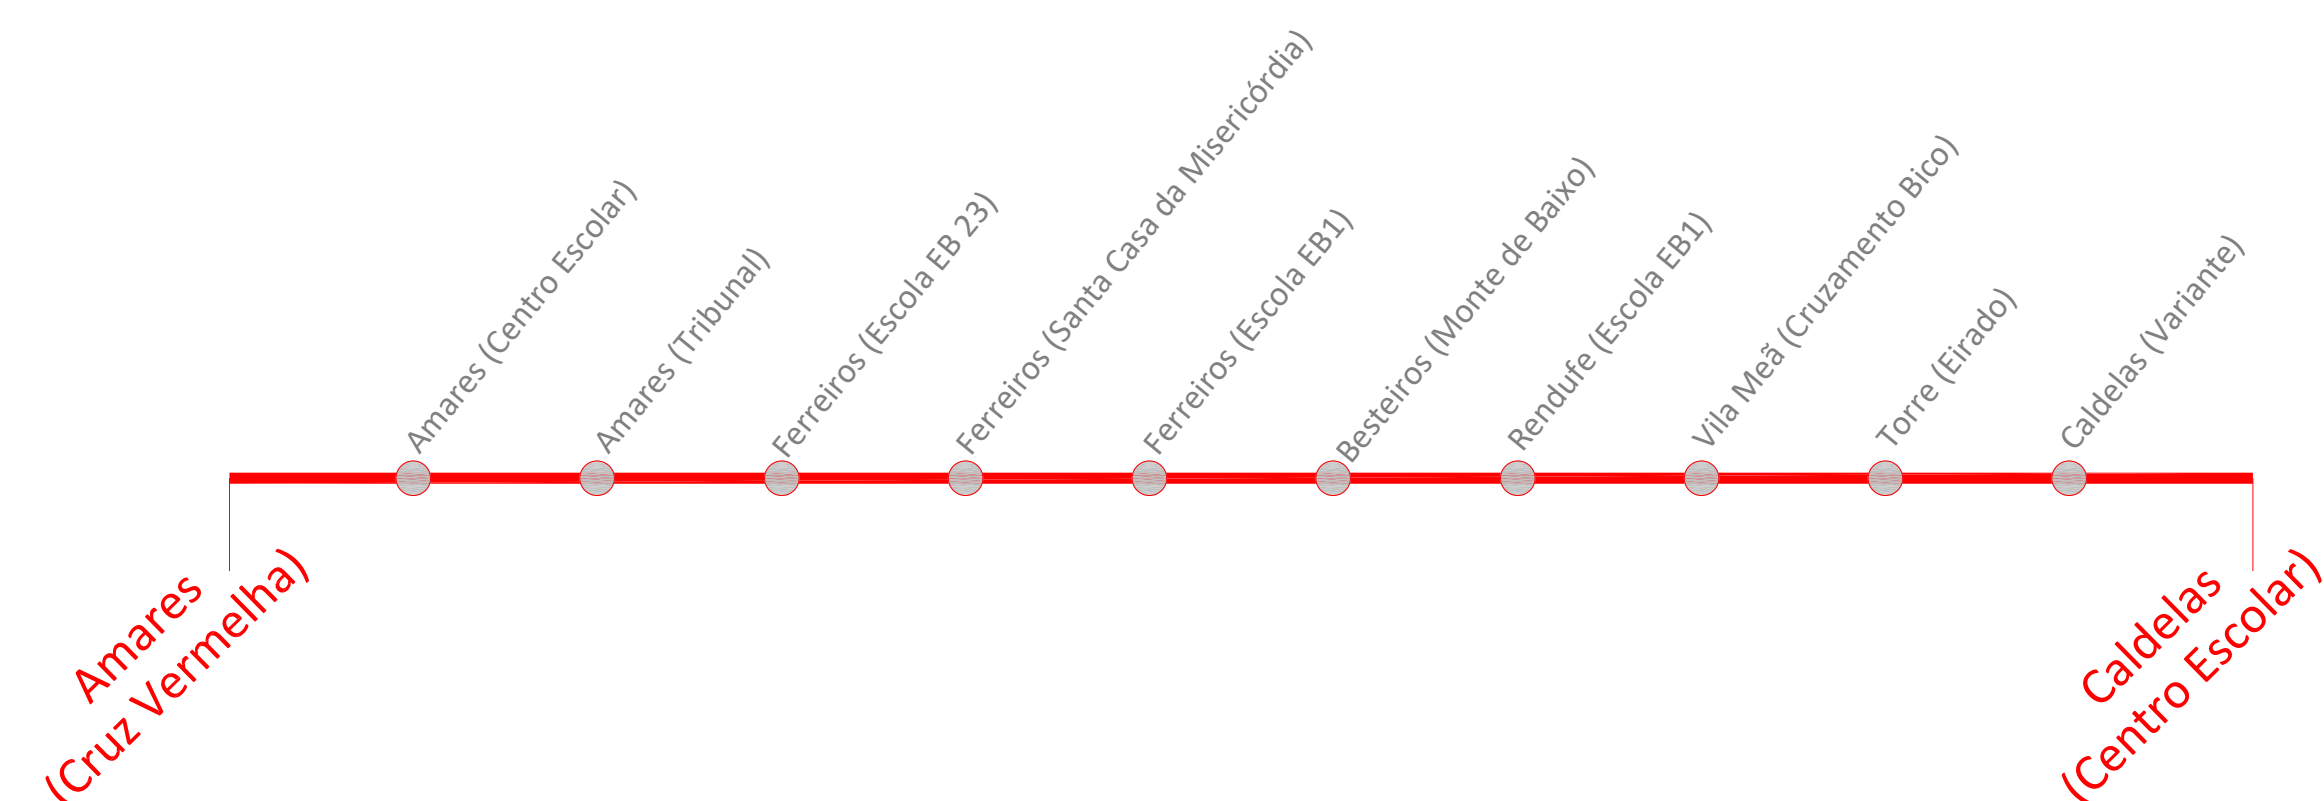 Amares (Centro Escolar)
Amares (Tribunal)
Ferreiros (Escola EB 23)
Ferreiros (Santa Casa da Misericórdia)
Ferreiros (Escola EB1)
Besteiros (Monte de Baixo)
Rendufe (Escola EB1)
Vila Meã (Cruzamento Bico)
Torre (Eirado)
Caldelas (Variante)
Amares
(Cruz Vermelha)
Caldelas
(Centro Escolar)